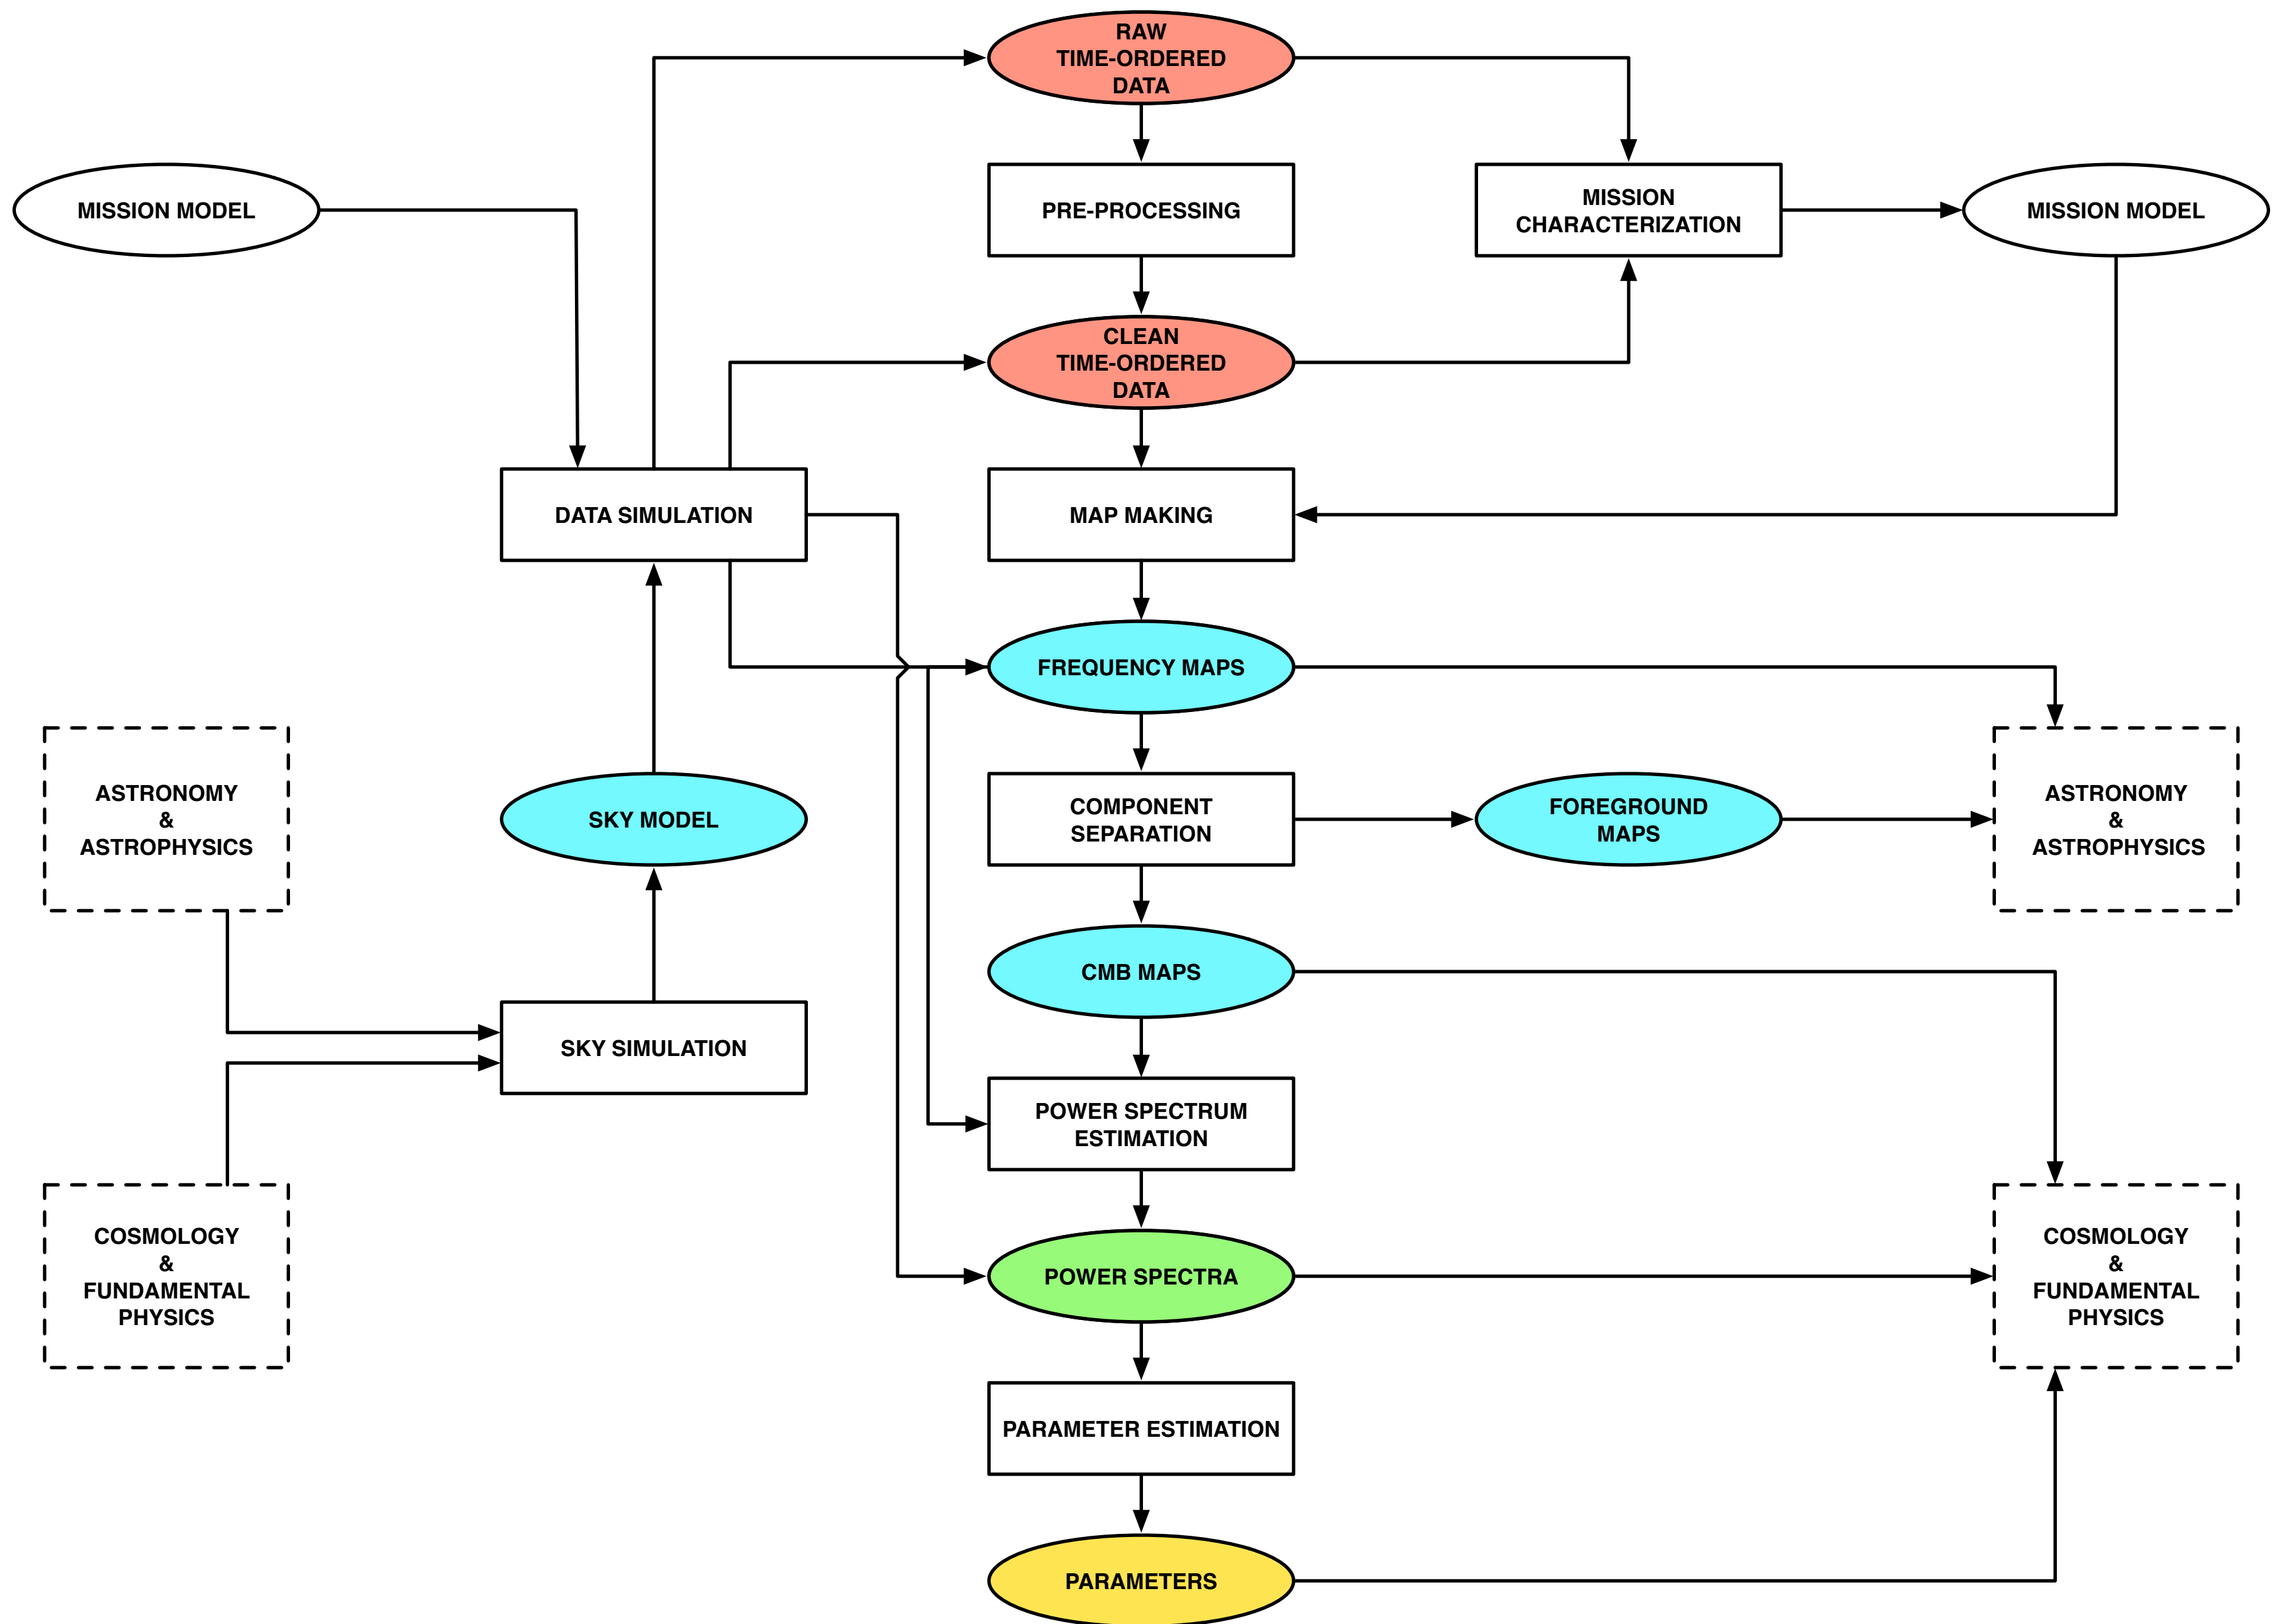 RAW
TIME-ORDERED
DATA
MISSION MODEL
PRE-PROCESSING
MISSION
CHARACTERIZATION
MISSION MODEL
CLEAN
TIME-ORDERED
DATA
DATA SIMULATION
MAP MAKING
FREQUENCY MAPS
ASTRONOMY
&
ASTROPHYSICS
SKY MODEL
COMPONENT
SEPARATION
FOREGROUND
MAPS
ASTRONOMY
&
ASTROPHYSICS
CMB MAPS
SKY SIMULATION
POWER SPECTRUM
ESTIMATION
COSMOLOGY
&
FUNDAMENTAL
PHYSICS
POWER SPECTRA
COSMOLOGY
&
FUNDAMENTAL
PHYSICS
PARAMETER ESTIMATION
PARAMETERS